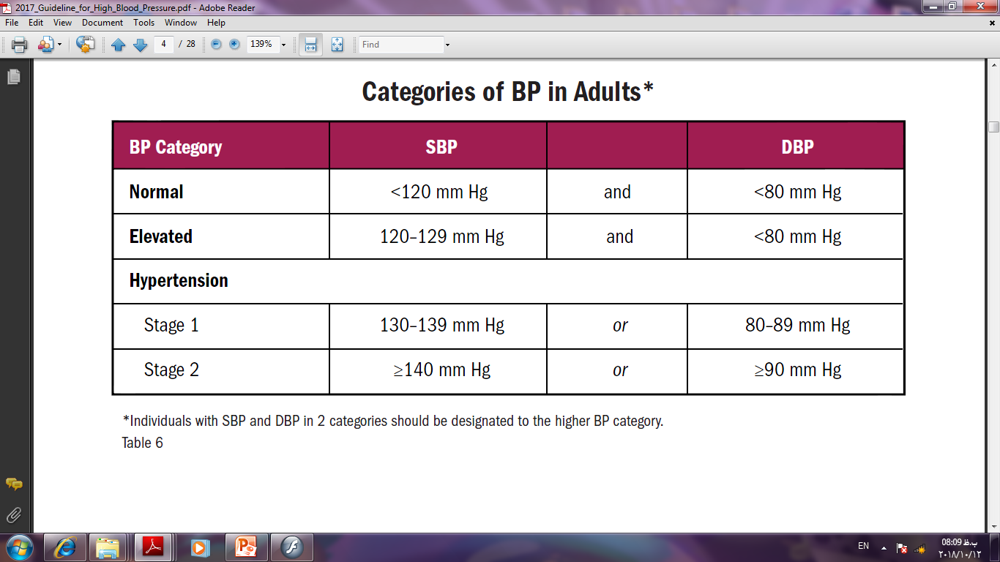 2017_Guideline_for_High_Blood_Pressure.pdf - Adobe Reader
File Edit View Document Tools Window Help
4 / 28 139% Find
Categories of BP in Adults*
BP Category SBP DBP
Normal <120 mm Hg and <80 mm Hg
Elevated 120–129 mm Hg and <80 mm Hg
Hypertension
Stage 1 130–139 mm Hg or 80–89 mm Hg
Stage 2 ≥140 mm Hg or ≥90 mm Hg
*Individuals with SBP and DBP in 2 categories should be designated to the higher BP category.
Table 6
EN 08:09 ب.ظ
۲۰۱۸/۱۰/۱۲